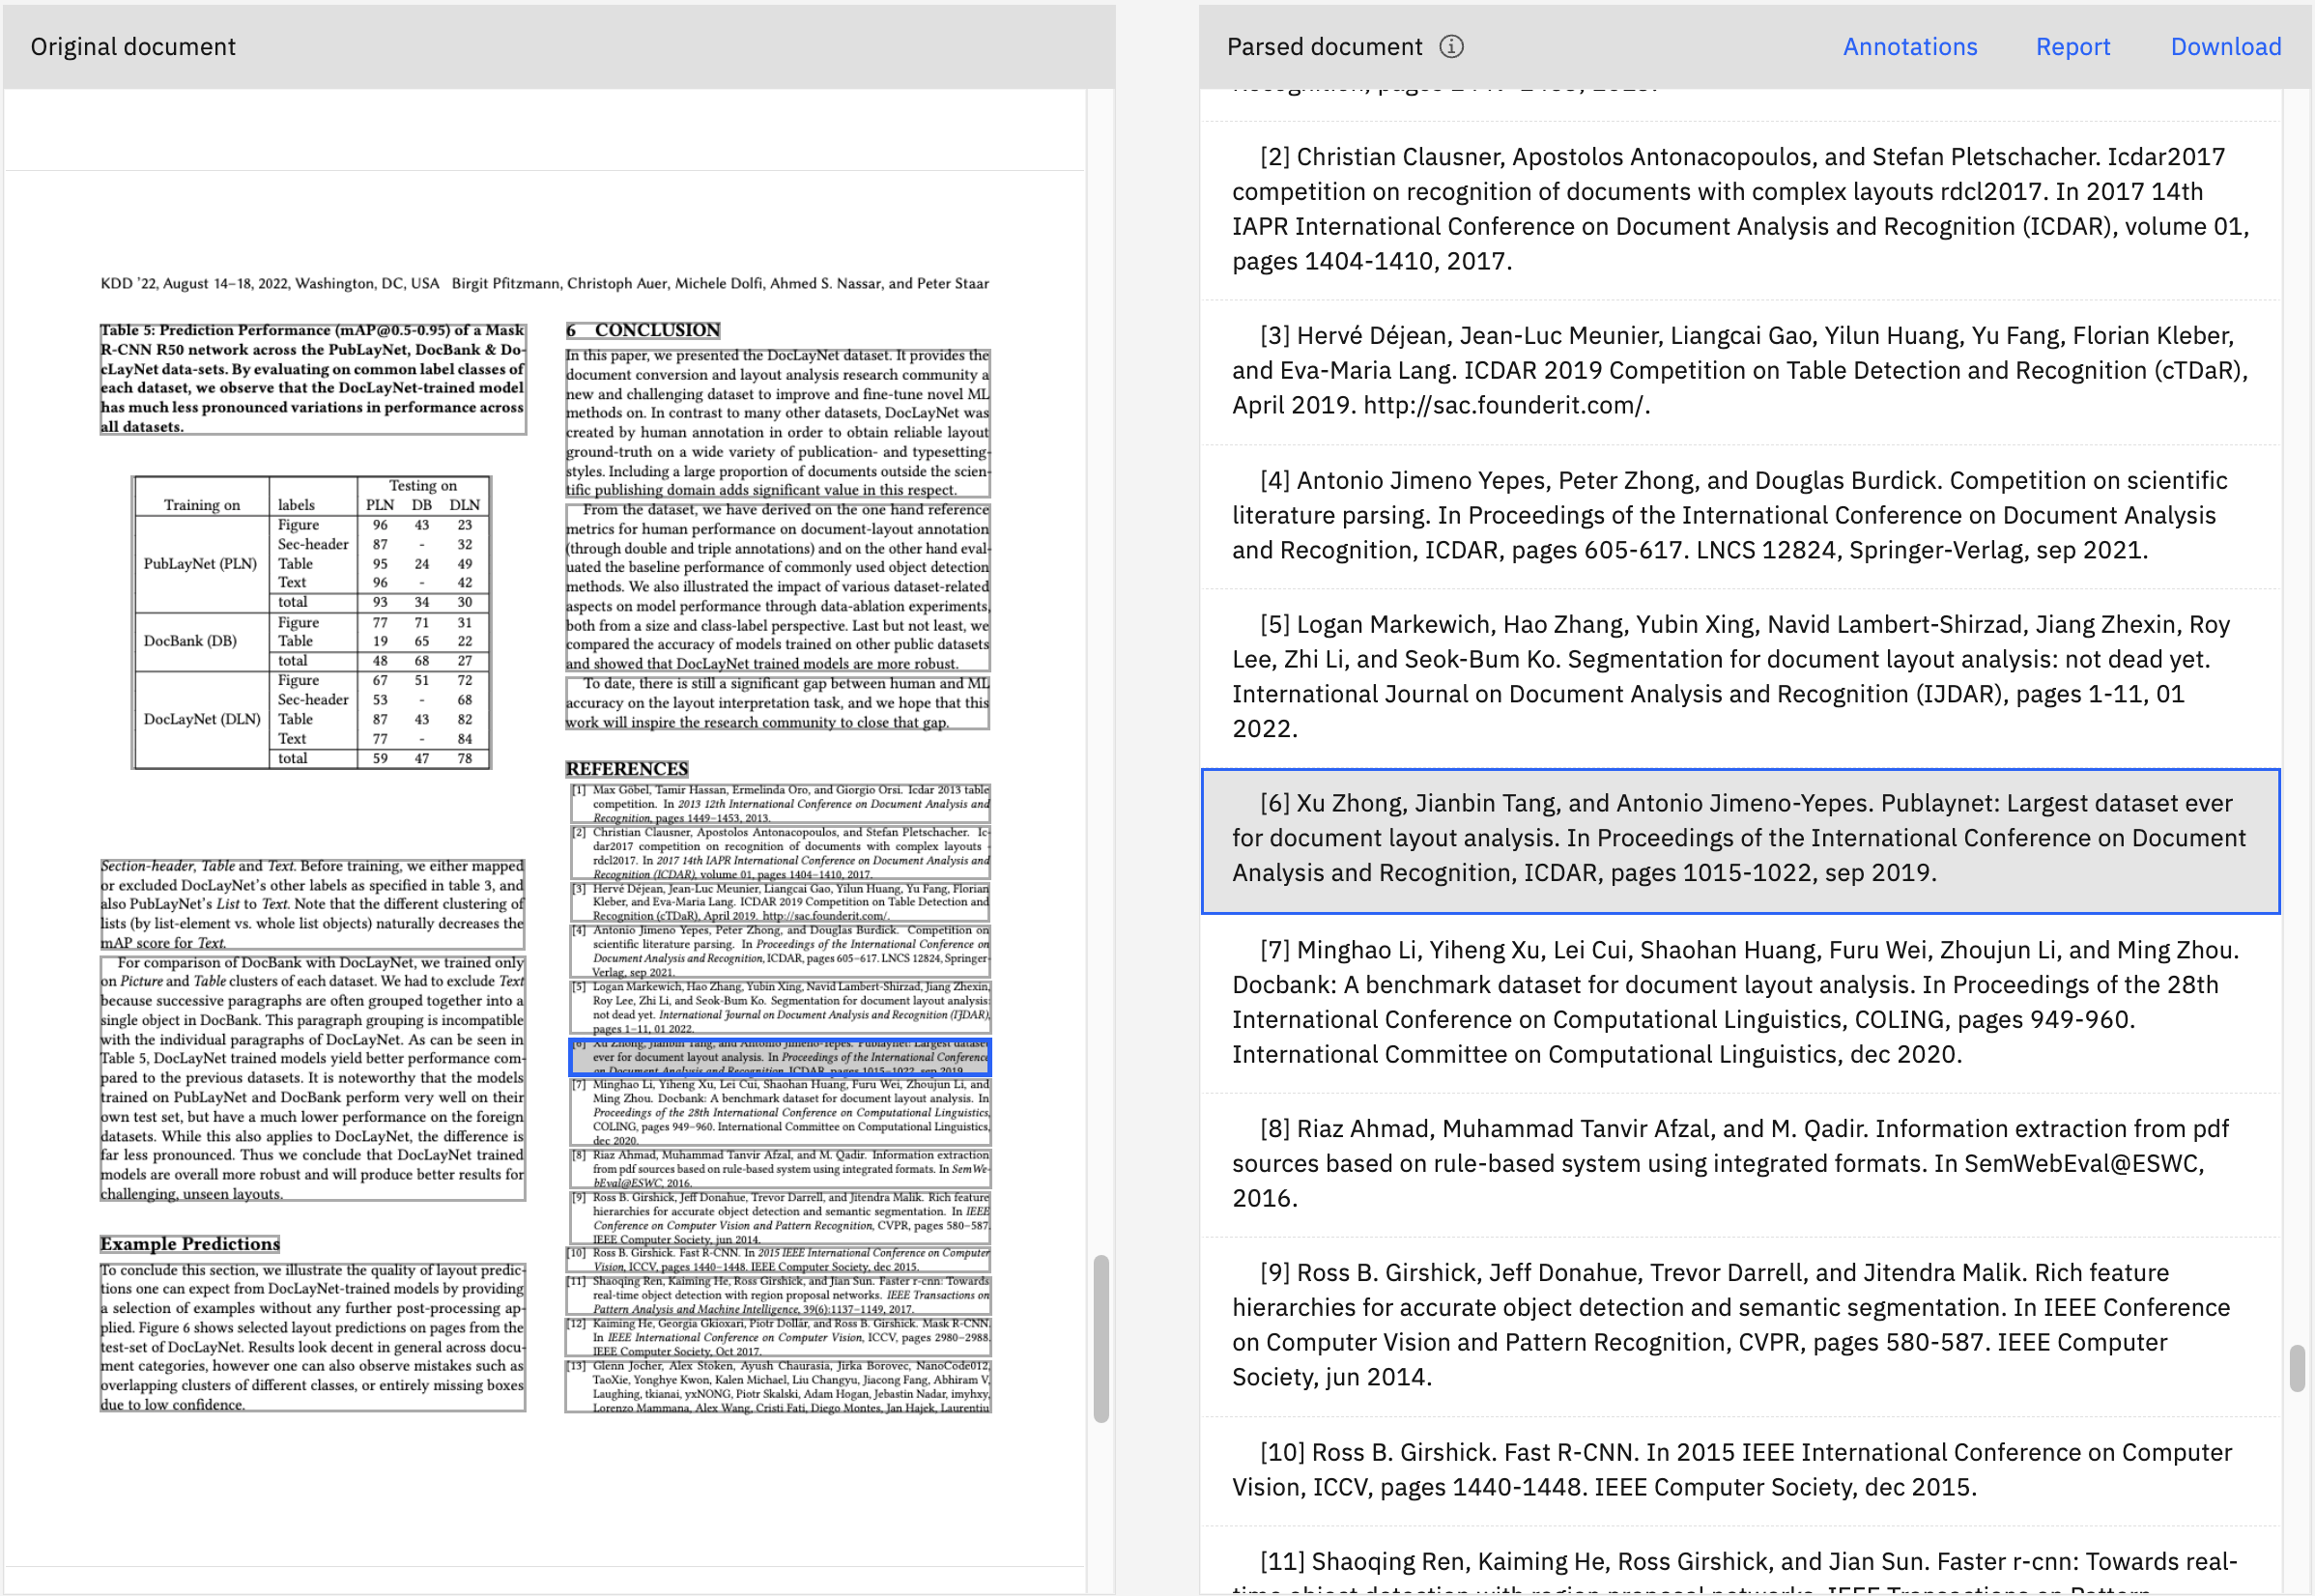 Original document
KDD '22, August 14–18, 2022, Washington, DC, USA Birgit Pfitzmann, Christoph Auer, Michele Dolfi, Ahmed S. Nassar, and Peter Staar
Table 5: Prediction Performance (mAP@0.5-0.95) of a Mask
R-CNN R50 network across the PubLayNet, DocBank & Do-
cLayNet data-sets. By evaluating on common label classes of
each dataset, we observe that the DocLayNet-trained model
has much less pronounced variations in performance across
all datasets.
Testing on
Training on labels PLN DB DLN
Figure 96 43 23
Sec-header 87 - 32
PubLayNet (PLN) Table 95 24 49
Text 96 - 42
total 93 34 30
Figure 77 71 31
DocBank (DB) Table 19 65 22
total 48 68 27
Figure 67 51 72
Sec-header 53 - 68
DocLayNet (DLN) Table 87 43 82
Text 77 - 84
total 59 47 78
Section-header, Table and Text. Before training, we either mapped
or excluded DocLayNet's other labels as specified in table 3, and
also PubLayNet's List to Text. Note that the different clustering of
lists (by list-element vs. whole list objects) naturally decreases the
mAP score for Text.
For comparison of DocBank with DocLayNet, we trained only
on Picture and Table clusters of each dataset. We had to exclude Text
because successive paragraphs are often grouped together into a
single object in DocBank. This paragraph grouping is incompatible
with the individual paragraphs of DocLayNet. As can be seen in
Table 5, DocLayNet trained models yield better performance com-
pared to the previous datasets. It is noteworthy that the models
trained on PubLayNet and DocBank perform very well on their
own test set, but have a much lower performance on the foreign
datasets. While this also applies to DocLayNet, the difference is
far less pronounced. Thus we conclude that DocLayNet trained
models are overall more robust and will produce better results for
challenging, unseen layouts.
Example Predictions
To conclude this section, we illustrate the quality of layout predic-
tions one can expect from DocLayNet-trained models by providing
a selection of examples without any further post-processing ap-
plied. Figure 6 shows selected layout predictions on pages from the
test-set of DocLayNet. Results look decent in general across docu-
ment categories, however one can also observe mistakes such as
overlapping clusters of different classes, or entirely missing boxes
due to low confidence.
6 CONCLUSION
In this paper, we presented the DocLayNet dataset. It provides the
document conversion and layout analysis research community a
new and challenging dataset to improve and fine-tune novel ML
methods on. In contrast to many other datasets, DocLayNet was
created by human annotation in order to obtain reliable layout
ground-truth on a wide variety of publication- and typesetting-
styles. Including a large proportion of documents outside the scien-
tific publishing domain adds significant value in this respect.
From the dataset, we have derived on the one hand reference
metrics for human performance on document-layout annotation
(through double and triple annotations) and on the other hand eval-
uated the baseline performance of commonly used object detection
methods. We also illustrated the impact of various dataset-related
aspects on model performance through data-ablation experiments,
both from a size and class-label perspective. Last but not least, we
compared the accuracy of models trained on other public datasets
and showed that DocLayNet trained models are more robust.
To date, there is still a significant gap between human and ML
accuracy on the layout interpretation task, and we hope that this
work will inspire the research community to close that gap.
REFERENCES
[1] Max Göbel, Tamir Hassan, Ermelinda Oro, and Giorgio Orsi. Icdar 2013 table
competition. In 2013 12th International Conference on Document Analysis and
Recognition, pages 1449–1453, 2013.
[2] Christian Clausner, Apostolos Antonacopoulos, and Stefan Pletschacher. Ic-
dar2017 competition on recognition of documents with complex layouts -
rdcl2017. In 2017 14th IAPR International Conference on Document Analysis and
Recognition (ICDAR), volume 01, pages 1404–1410, 2017.
[3] Hervé Déjean, Jean-Luc Meunier, Liangcai Gao, Yilun Huang, Yu Fang, Florian
Kleber, and Eva-Maria Lang. ICDAR 2019 Competition on Table Detection and
Recognition (cTDaR), April 2019. http://sac.founderit.com/.
[4] Antonio Jimeno Yepes, Peter Zhong, and Douglas Burdick. Competition on
scientific literature parsing. In Proceedings of the International Conference on
Document Analysis and Recognition, ICDAR, pages 605–617. LNCS 12824, Springer-
Verlag, sep 2021.
[5] Logan Markewich, Hao Zhang, Yubin Xing, Navid Lambert-Shirzad, Jiang Zhexin,
Roy Lee, Zhi Li, and Seok-Bum Ko. Segmentation for document layout analysis:
not dead yet. International Journal on Document Analysis and Recognition (IJDAR),
pages 1–11, 01 2022.
[6] Xu Zhong, Jianbin Tang, and Antonio Jimeno-Yepes. Publaynet: Largest dataset
ever for document layout analysis. In Proceedings of the International Conference
on Document Analysis and Recognition, ICDAR, pages 1015–1022, sep 2019.
[7] Minghao Li, Yiheng Xu, Lei Cui, Shaohan Huang, Furu Wei, Zhoujun Li, and
Ming Zhou. Docbank: A benchmark dataset for document layout analysis. In
Proceedings of the 28th International Conference on Computational Linguistics,
COLING, pages 949–960. International Committee on Computational Linguistics,
dec 2020.
[8] Riaz Ahmad, Muhammad Tanvir Afzal, and M. Qadir. Information extraction
from pdf sources based on rule-based system using integrated formats. In SemWe-
bEval@ESWC, 2016.
[9] Ross B. Girshick, Jeff Donahue, Trevor Darrell, and Jitendra Malik. Rich feature
hierarchies for accurate object detection and semantic segmentation. In IEEE
Conference on Computer Vision and Pattern Recognition, CVPR, pages 580–587.
IEEE Computer Society, jun 2014.
[10] Ross B. Girshick. Fast R-CNN. In 2015 IEEE International Conference on Computer
Vision, ICCV, pages 1440–1448. IEEE Computer Society, dec 2015.
[11] Shaoqing Ren, Kaiming He, Ross Girshick, and Jian Sun. Faster r-cnn: Towards
real-time object detection with region proposal networks. IEEE Transactions on
Pattern Analysis and Machine Intelligence, 39(6):1137–1149, 2017.
[12] Kaiming He, Georgia Gkioxari, Piotr Dollár, and Ross B. Girshick. Mask R-CNN.
In IEEE International Conference on Computer Vision, ICCV, pages 2980–2988.
IEEE Computer Society, Oct 2017.
[13] Glenn Jocher, Alex Stoken, Ayush Chaurasia, Jirka Borovec, NanoCode012,
TaoXie, Yonghye Kwon, Kalen Michael, Liu Changyu, Jiacong Fang, Abhiram V,
Laughing, tkianai, yxNONG, Piotr Skalski, Adam Hogan, Jebastin Nadar, imyhxy,
Lorenzo Mammana, Alex Wang, Cristi Fati, Diego Montes, Jan Hajek, Laurentiu
Parsed document Annotations Report Download
[2] Christian Clausner, Apostolos Antonacopoulos, and Stefan Pletschacher. Icdar2017
competition on recognition of documents with complex layouts rdcl2017. In 2017 14th
IAPR International Conference on Document Analysis and Recognition (ICDAR), volume 01,
pages 1404-1410, 2017.
[3] Hervé Déjean, Jean-Luc Meunier, Liangcai Gao, Yilun Huang, Yu Fang, Florian Kleber,
and Eva-Maria Lang. ICDAR 2019 Competition on Table Detection and Recognition (cTDaR),
April 2019. http://sac.founderit.com/.
[4] Antonio Jimeno Yepes, Peter Zhong, and Douglas Burdick. Competition on scientific
literature parsing. In Proceedings of the International Conference on Document Analysis
and Recognition, ICDAR, pages 605-617. LNCS 12824, Springer-Verlag, sep 2021.
[5] Logan Markewich, Hao Zhang, Yubin Xing, Navid Lambert-Shirzad, Jiang Zhexin, Roy
Lee, Zhi Li, and Seok-Bum Ko. Segmentation for document layout analysis: not dead yet.
International Journal on Document Analysis and Recognition (IJDAR), pages 1-11, 01
2022.
[6] Xu Zhong, Jianbin Tang, and Antonio Jimeno-Yepes. Publaynet: Largest dataset ever
for document layout analysis. In Proceedings of the International Conference on Document
Analysis and Recognition, ICDAR, pages 1015-1022, sep 2019.
[7] Minghao Li, Yiheng Xu, Lei Cui, Shaohan Huang, Furu Wei, Zhoujun Li, and Ming Zhou.
Docbank: A benchmark dataset for document layout analysis. In Proceedings of the 28th
International Conference on Computational Linguistics, COLING, pages 949-960.
International Committee on Computational Linguistics, dec 2020.
[8] Riaz Ahmad, Muhammad Tanvir Afzal, and M. Qadir. Information extraction from pdf
sources based on rule-based system using integrated formats. In SemWebEval@ESWC,
2016.
[9] Ross B. Girshick, Jeff Donahue, Trevor Darrell, and Jitendra Malik. Rich feature
hierarchies for accurate object detection and semantic segmentation. In IEEE Conference
on Computer Vision and Pattern Recognition, CVPR, pages 580-587. IEEE Computer
Society, jun 2014.
[10] Ross B. Girshick. Fast R-CNN. In 2015 IEEE International Conference on Computer
Vision, ICCV, pages 1440-1448. IEEE Computer Society, dec 2015.
[11] Shaoqing Ren, Kaiming He, Ross Girshick, and Jian Sun. Faster r-cnn: Towards real-
time object detection with region proposal networks. IEEE Transactions on Pattern